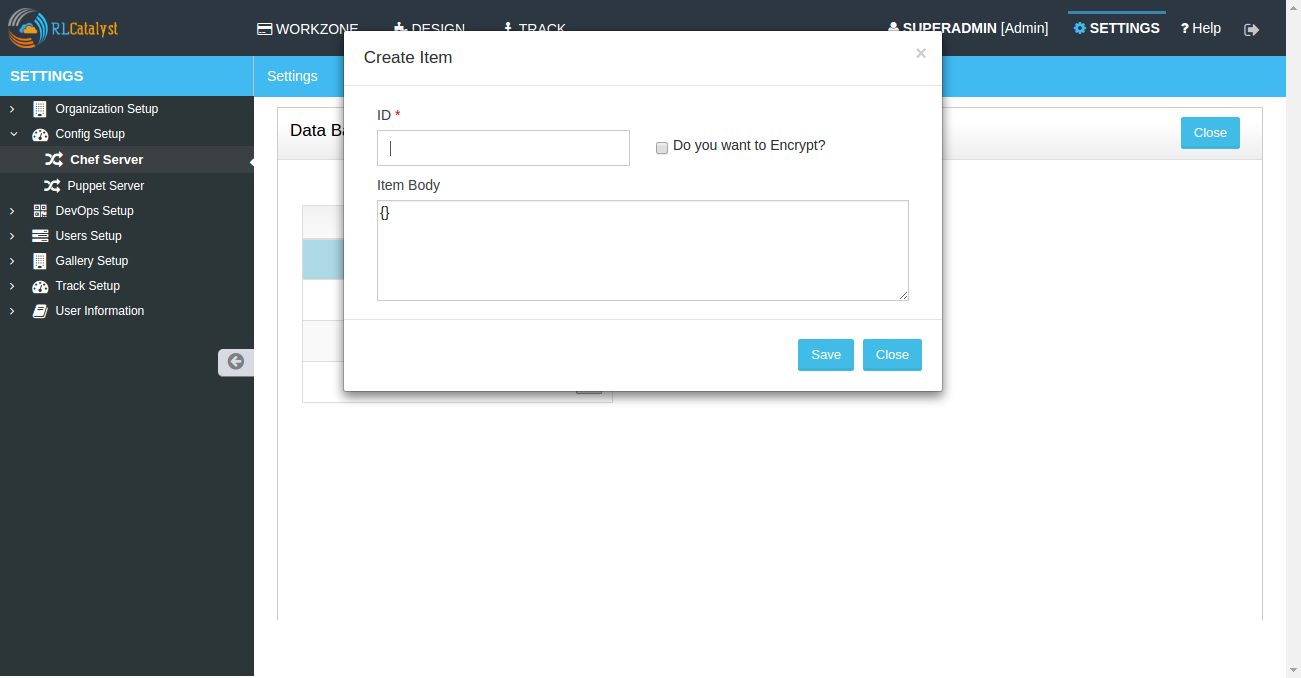 RLCatalyst
WORKZONE
DESIGN
TRACK
SUPERADMIN [Admin]
SETTINGS
? Help
SETTINGS
Settings
Organization Setup
Config Setup
Chef Server
Puppet Server
DevOps Setup
Users Setup
Gallery Setup
Track Setup
User Information
Data Ba
Close
Create Item
×
ID *
Do you want to Encrypt?
Item Body
{}
Save
Close